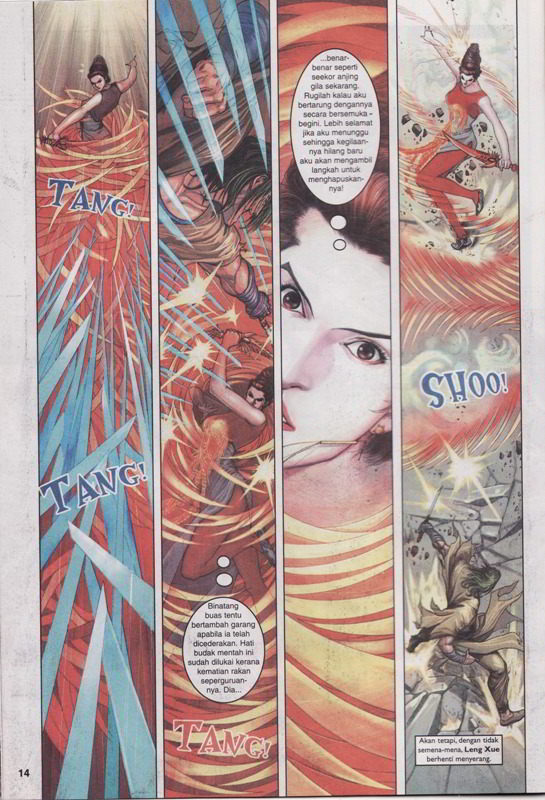 TANG!
TANG!
Binatang
buas tentu
bertambah garang
apabila ia telah
dicederakan. Hati
budak mentah ini
sudah dilukai kerana
kematian rakan
seperguruan-
nya. Dia...
TANG!
...benar-
benar seperti
seekor anjing
gila sekarang.
Rugilah kalau aku
bertarung dengannya
secara bersemuka –
begini. Lebih selamat
jika aku menunggu
sehingga kegilaan-
nya hilang baru
aku akan mengambil
langkah untuk
menghapuskan-
nya!
SHOO!
Akan tetapi, dengan tidak
semena-mena, Leng Xue
berhenti menyerang.
14